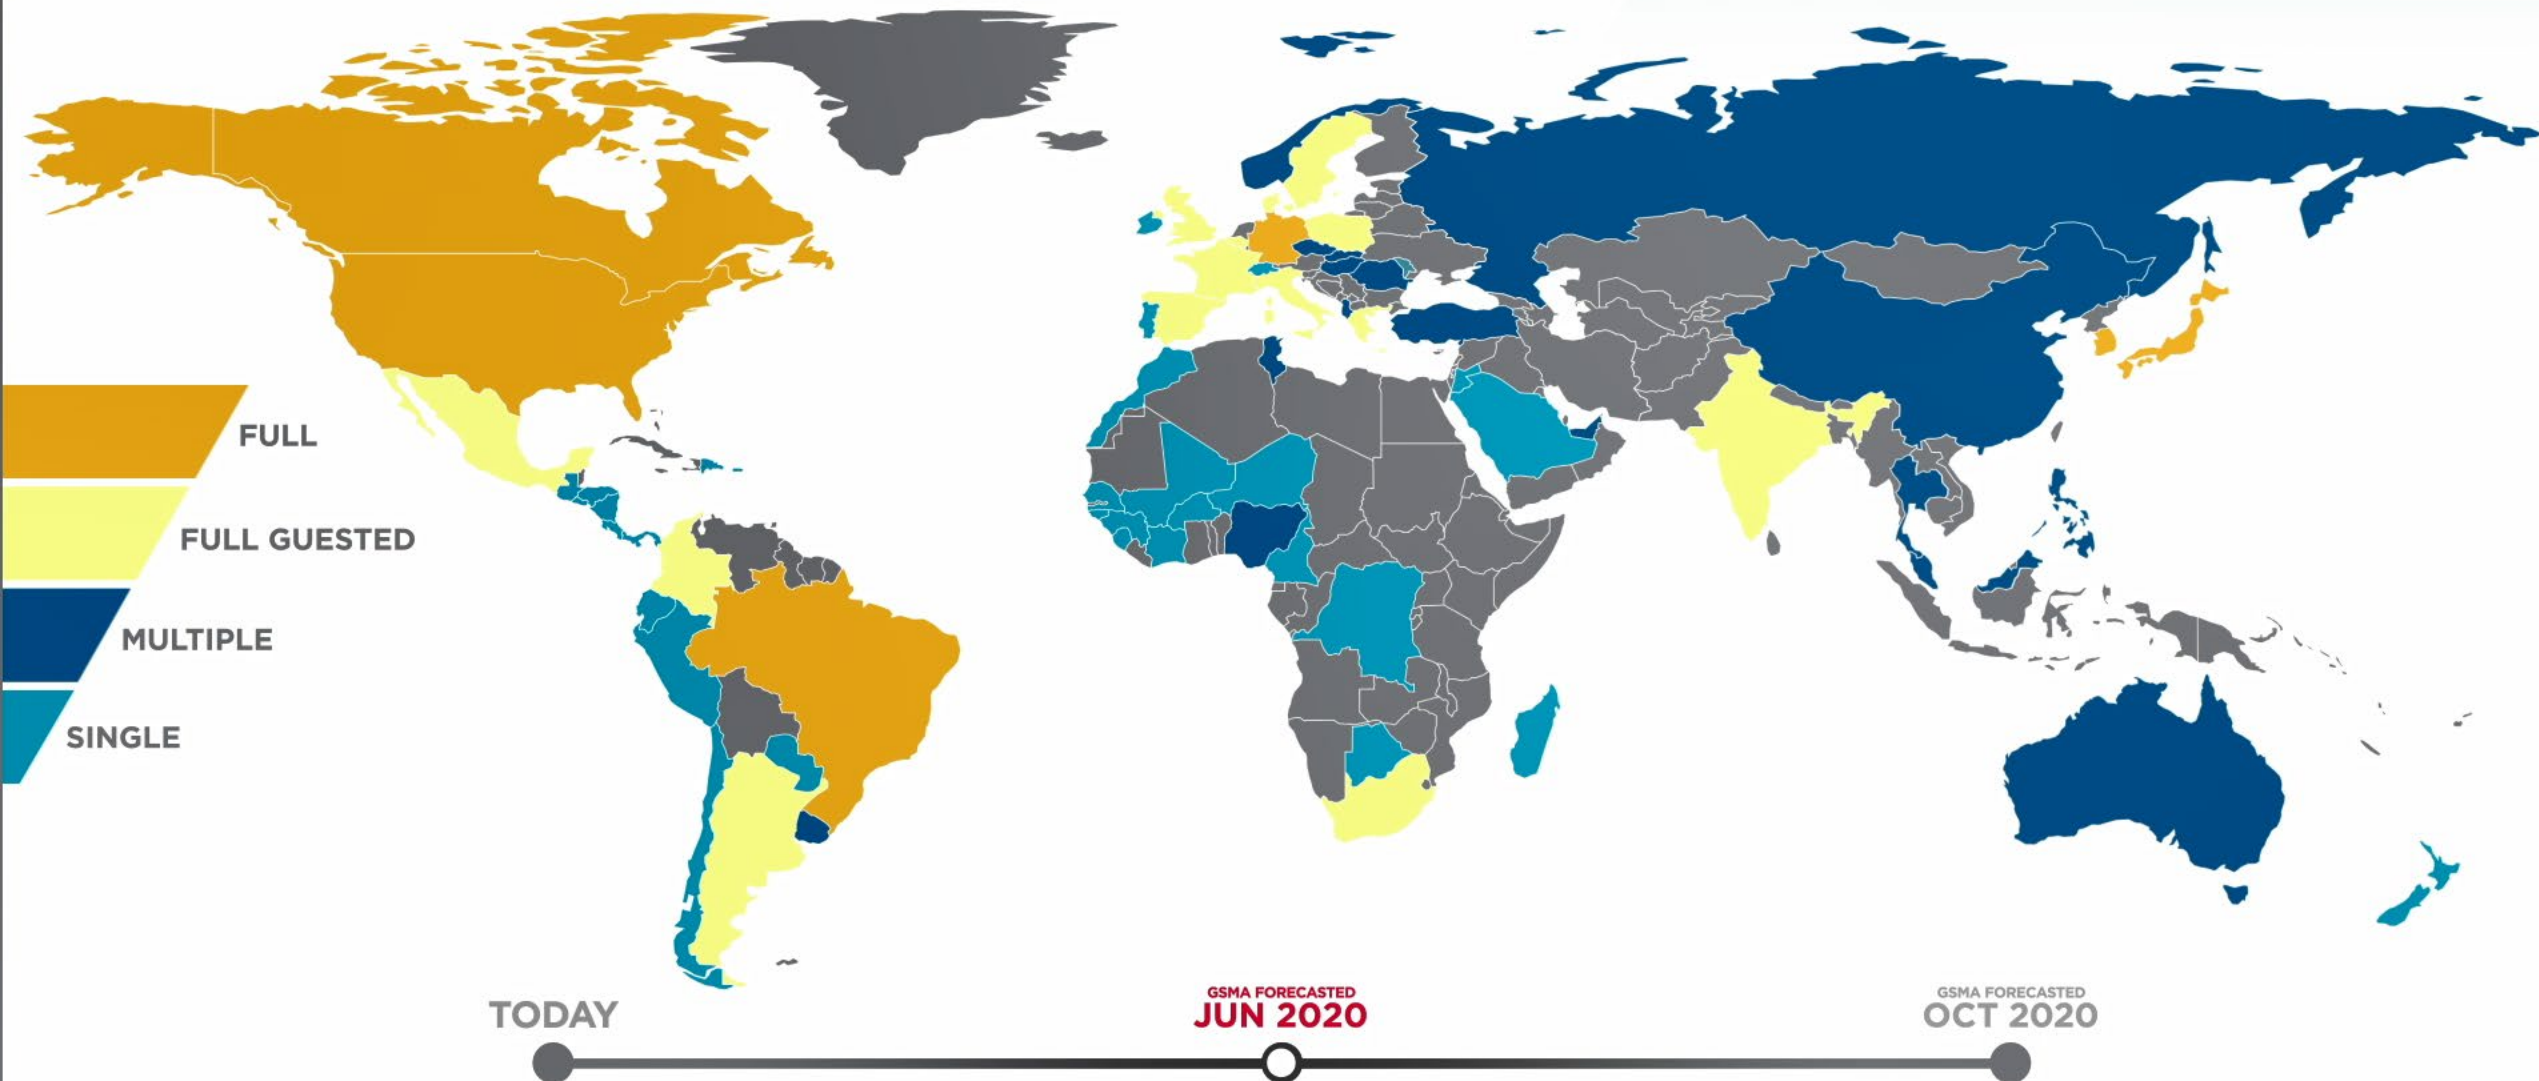 FULL
FULL GUESTED
MULTIPLE
SINGLE
TODAY
GSMA FORECASTED
JUN 2020
GSMA FORECASTED
OCT 2020